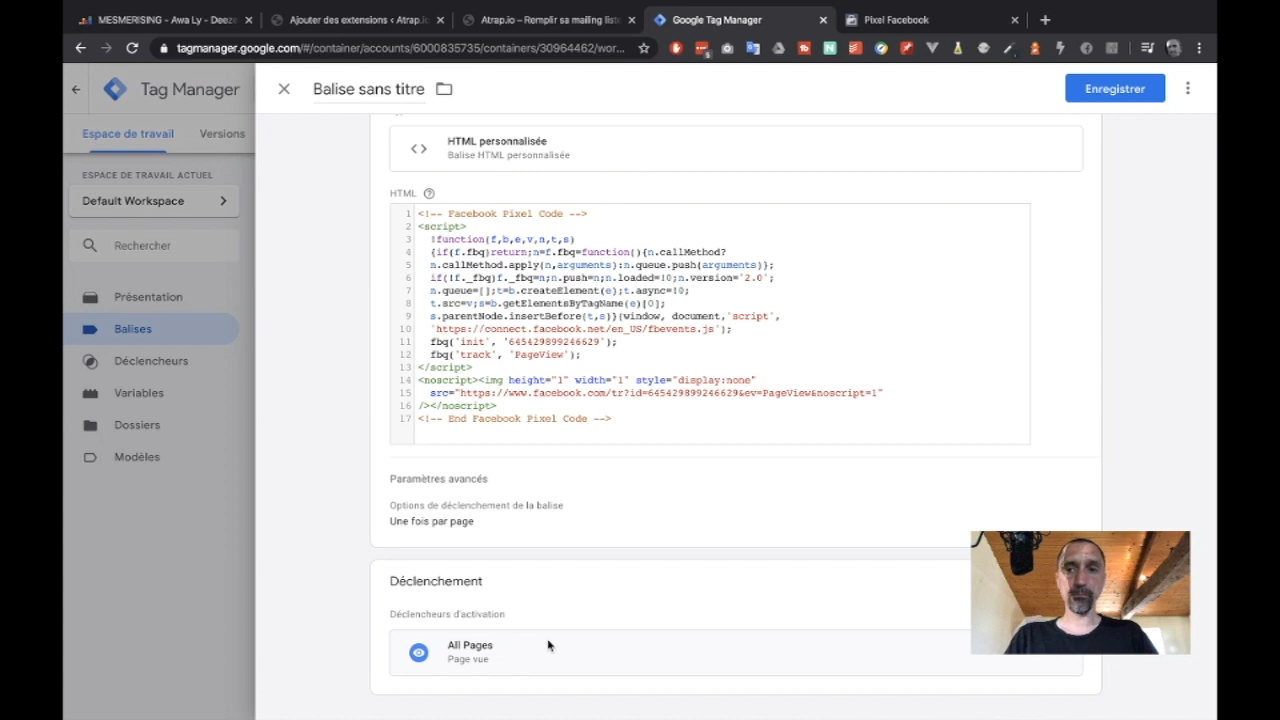 MESMERISING - Awa Ly - Deeze
Ajouter des extensions < Atrap.io
Atrap.io – Remplir sa mailing liste
Google Tag Manager
Pixel Facebook
tagmanager.google.com/#/container/accounts/6000835735/containers/30964462/wor...
Tag Manager
Balise sans titre
Enregistrer
Espace de travail
Versions
ESPACE DE TRAVAIL ACTUEL
Default Workspace
Rechercher
Présentation
Balises
Déclencheurs
Variables
Dossiers
Modèles
HTML personnalisée
Balise HTML personnalisée
HTML
1 <!-- Facebook Pixel Code -->
2 <script>
3 !function(f,b,e,v,n,t,s)
4 {if(f.fbq)return;n=f.fbq=function(){n.callMethod?
5 n.callMethod.apply(n,arguments):n.queue.push(arguments)};
6 if(!f._fbq)f._fbq=n;n.push=n;n.loaded=!0;n.version='2.0';
7 n.queue=[];t=b.createElement(e);t.async=!0;
8 t.src=v;s=b.getElementsByTagName(e)[0];
9 s.parentNode.insertBefore(t,s)}(window, document,'script',
10 'https://connect.facebook.net/en_US/fbevents.js');
11 fbq('init', '645429899246629');
12 fbq('track', 'PageView');
13 </script>
14 <noscript><img height="1" width="1" style="display:none"
15 src="https://www.facebook.com/tr?id=645429899246629&ev=PageView&noscript=1"
16 /></noscript>
17 <!-- End Facebook Pixel Code -->
Paramètres avancés
Options de déclenchement de la balise
Une fois par page
Déclenchement
Déclencheurs d'activation
All Pages
Page vue